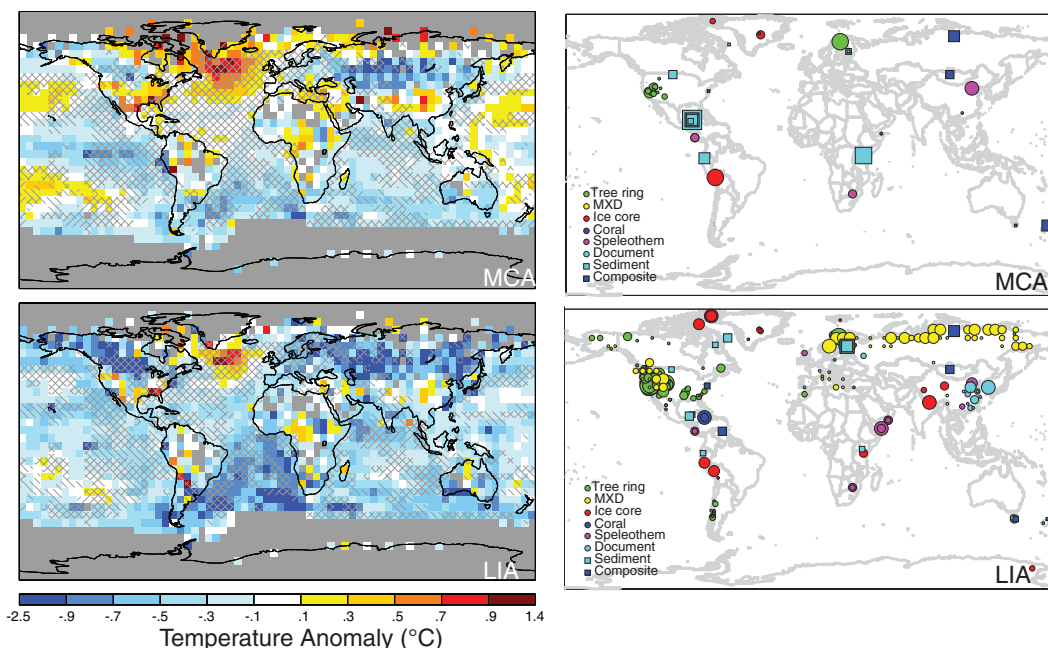 MCA
Tree ring
MXD
Ice core
Coral
Speleothem
Document
Sediment
Composite
MCA
LIA
Tree ring
MXD
Ice core
Coral
Speleothem
Document
Sediment
Composite
LIA
-2.5 -.9 -.7 -.5 -.3 -.1 .1 .3 .5 .7 .9 1.4
Temperature Anomaly (°C)